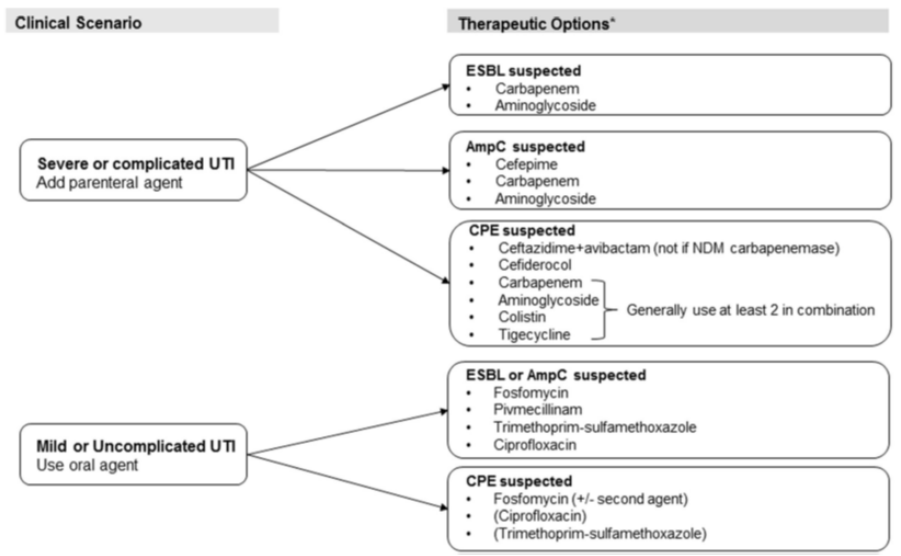 Clinical Scenario
Therapeutic Options*
Severe or complicated UTI
Add parenteral agent
ESBL suspected
• Carbapenem
• Aminoglycoside
AmpC suspected
• Cefepime
• Carbapenem
• Aminoglycoside
CPE suspected
• Ceftazidime+avibactam (not if NDM carbapenemase)
• Cefiderocol
• Carbapenem
• Aminoglycoside
• Colistin
• Tigecycline
Generally use at least 2 in combination
Mild or Uncomplicated UTI
Use oral agent
ESBL or AmpC suspected
• Fosfomycin
• Pivmecillinam
• Trimethoprim-sulfamethoxazole
• Ciprofloxacin
CPE suspected
• Fosfomycin (+/- second agent)
• (Ciprofloxacin)
• (Trimethoprim-sulfamethoxazole)